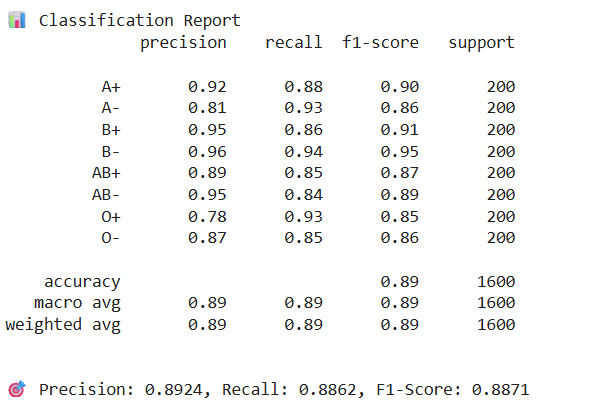 📊 Classification Report
precision recall f1-score support
A+ 0.92 0.88 0.90 200
A- 0.81 0.93 0.86 200
B+ 0.95 0.86 0.91 200
B- 0.96 0.94 0.95 200
AB+ 0.89 0.85 0.87 200
AB- 0.95 0.84 0.89 200
O+ 0.78 0.93 0.85 200
O- 0.87 0.85 0.86 200
accuracy 0.89 1600
macro avg 0.89 0.89 0.89 1600
weighted avg 0.89 0.89 0.89 1600
🎯 Precision: 0.8924, Recall: 0.8862, F1-Score: 0.8871